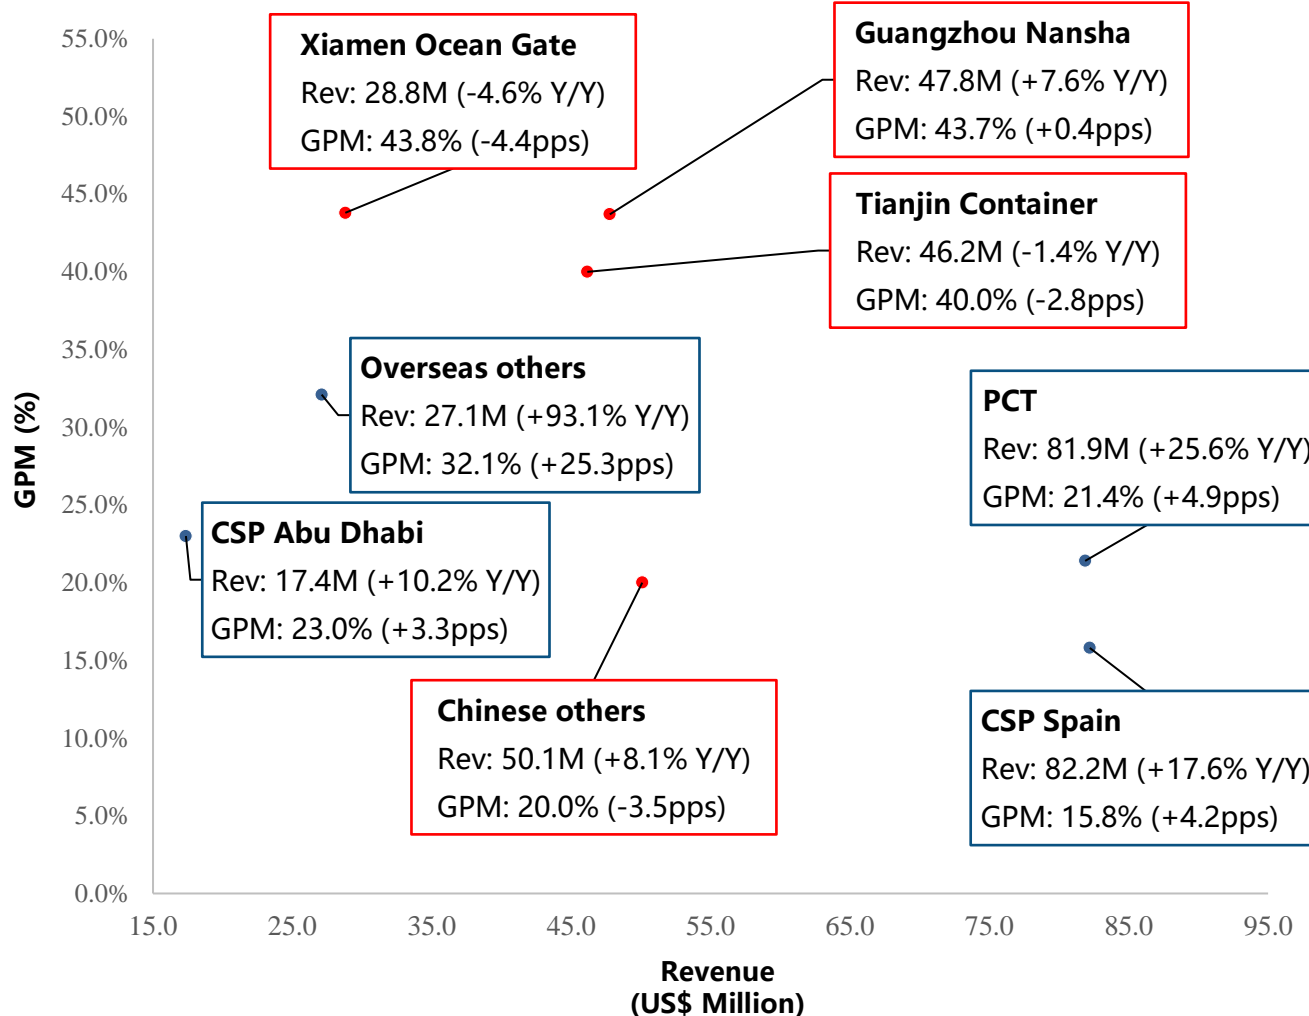 Xiamen Ocean Gate
Rev: 28.8M (-4.6% Y/Y)
GPM: 43.8% (-4.4pps)
Guangzhou Nansha
Rev: 47.8M (+7.6% Y/Y)
GPM: 43.7% (+0.4pps)
Tianjin Container
Rev: 46.2M (-1.4% Y/Y)
GPM: 40.0% (-2.8pps)
Overseas others
Rev: 27.1M (+93.1% Y/Y)
GPM: 32.1% (+25.3pps)
PCT
Rev: 81.9M (+25.6% Y/Y)
GPM: 21.4% (+4.9pps)
CSP Abu Dhabi
Rev: 17.4M (+10.2% Y/Y)
GPM: 23.0% (+3.3pps)
Chinese others
Rev: 50.1M (+8.1% Y/Y)
GPM: 20.0% (-3.5pps)
CSP Spain
Rev: 82.2M (+17.6% Y/Y)
GPM: 15.8% (+4.2pps)
GPM (%)
55.0%
50.0%
45.0%
40.0%
35.0%
30.0%
25.0%
20.0%
15.0%
10.0%
5.0%
0.0%
15.0 25.0 35.0 45.0 55.0 65.0 75.0 85.0 95.0
Revenue
(US$ Million)